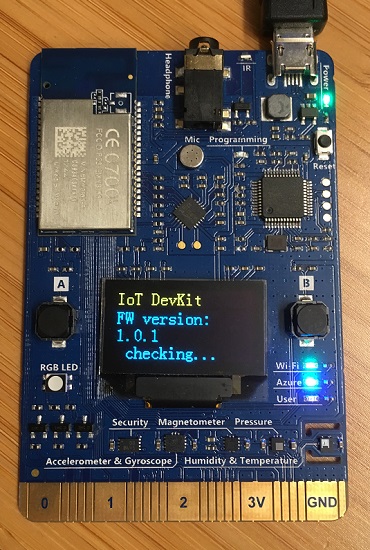 Headphone
IR
Power
Mic
Programming
Reset
A
B
IoT DevKit
FW version:
1.0.1
checking...
Wi-Fi
Azure
User
RGB LED
Security
Magnetometer
Pressure
Accelerometer & Gyroscope
Humidity & Temperature
0
1
2
3V
GND